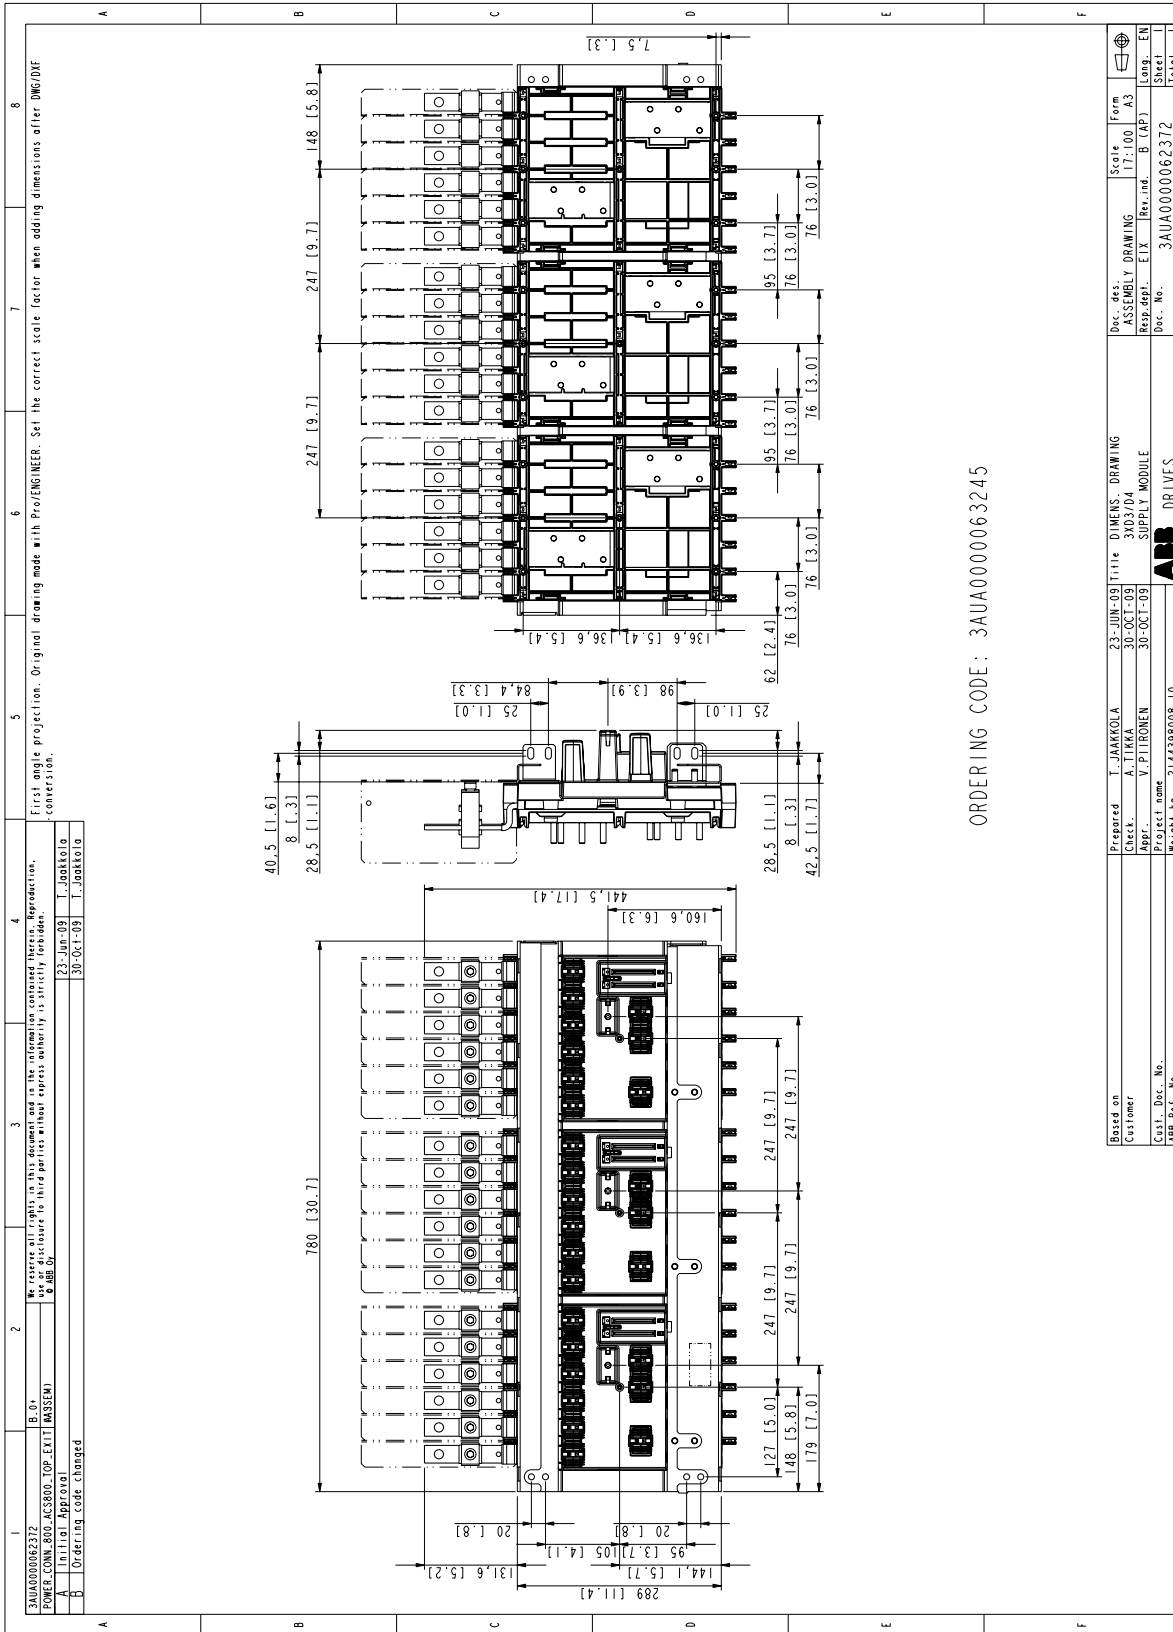 1 2 3 4 5 6 7 8
A
B
C
D
E
F
3AUA0000062372 B.0+
POWER_CONN_800_ACS800_TOP_EXIT
A Initial Approval 23-Jun-09 T.Jaakkola
B Ordering code changed 30-Oct-09 T.Jaakkola
We reserve all rights in this document and in the information contained therein. Reproduction,
use or disclosure to third parties without express authority is strictly forbidden.
© ABB Oy
First angle projection. Original drawing made with Pro/ENGINEER. Set the correct scale factor when adding dimensions after DWG/DXF
conversion.
780 [30.7]
131,6 [5.2]
20 [.8]
105 [4.1]
289 [11.4]
95 [3.7]
144,1 [5.7]
20 [.8]
127 [5.0]
148 [5.8]
179 [7.0]
247 [9.7]
247 [9.7]
247 [9.7]
247 [9.7]
441,5 [17.4]
160,6 [6.3]
40,5 [1.6]
8 [.3]
28,5 [1.1]
25 [1.0]
84,4 [3.3]
98 [3.9]
25 [1.0]
28,5 [1.1]
8 [.3]
42,5 [1.7]
247 [9.7]
247 [9.7]
148 [5.8]
7,5 [.3]
136,6 [5.4]
136,6 [5.4]
62 [2.4]
76 [3.0]
76 [3.0]
95 [3.7]
76 [3.0]
76 [3.0]
95 [3.7]
76 [3.0]
76 [3.0]
ORDERING CODE: 3AUA0000063245
Based on
Customer
Cust. Doc. No.
Prepared T.JAAKKOLA 23-JUN-09
Check. A.TIKKA 30-OCT-09
Appr. V.PIIRONEN 30-OCT-09
Project name
Title DIMENS. DRAWING
3XD3/D4
SUPPLY MODULE
ABB DRIVES
Doc. des.
ASSEMBLY DRAWING
Scale 17:100
Form A3
Resp.dept. EIX
Rev.ind. B (AP)
Lang. EN
Doc. No. 3AUA0000062372
Sheet 1